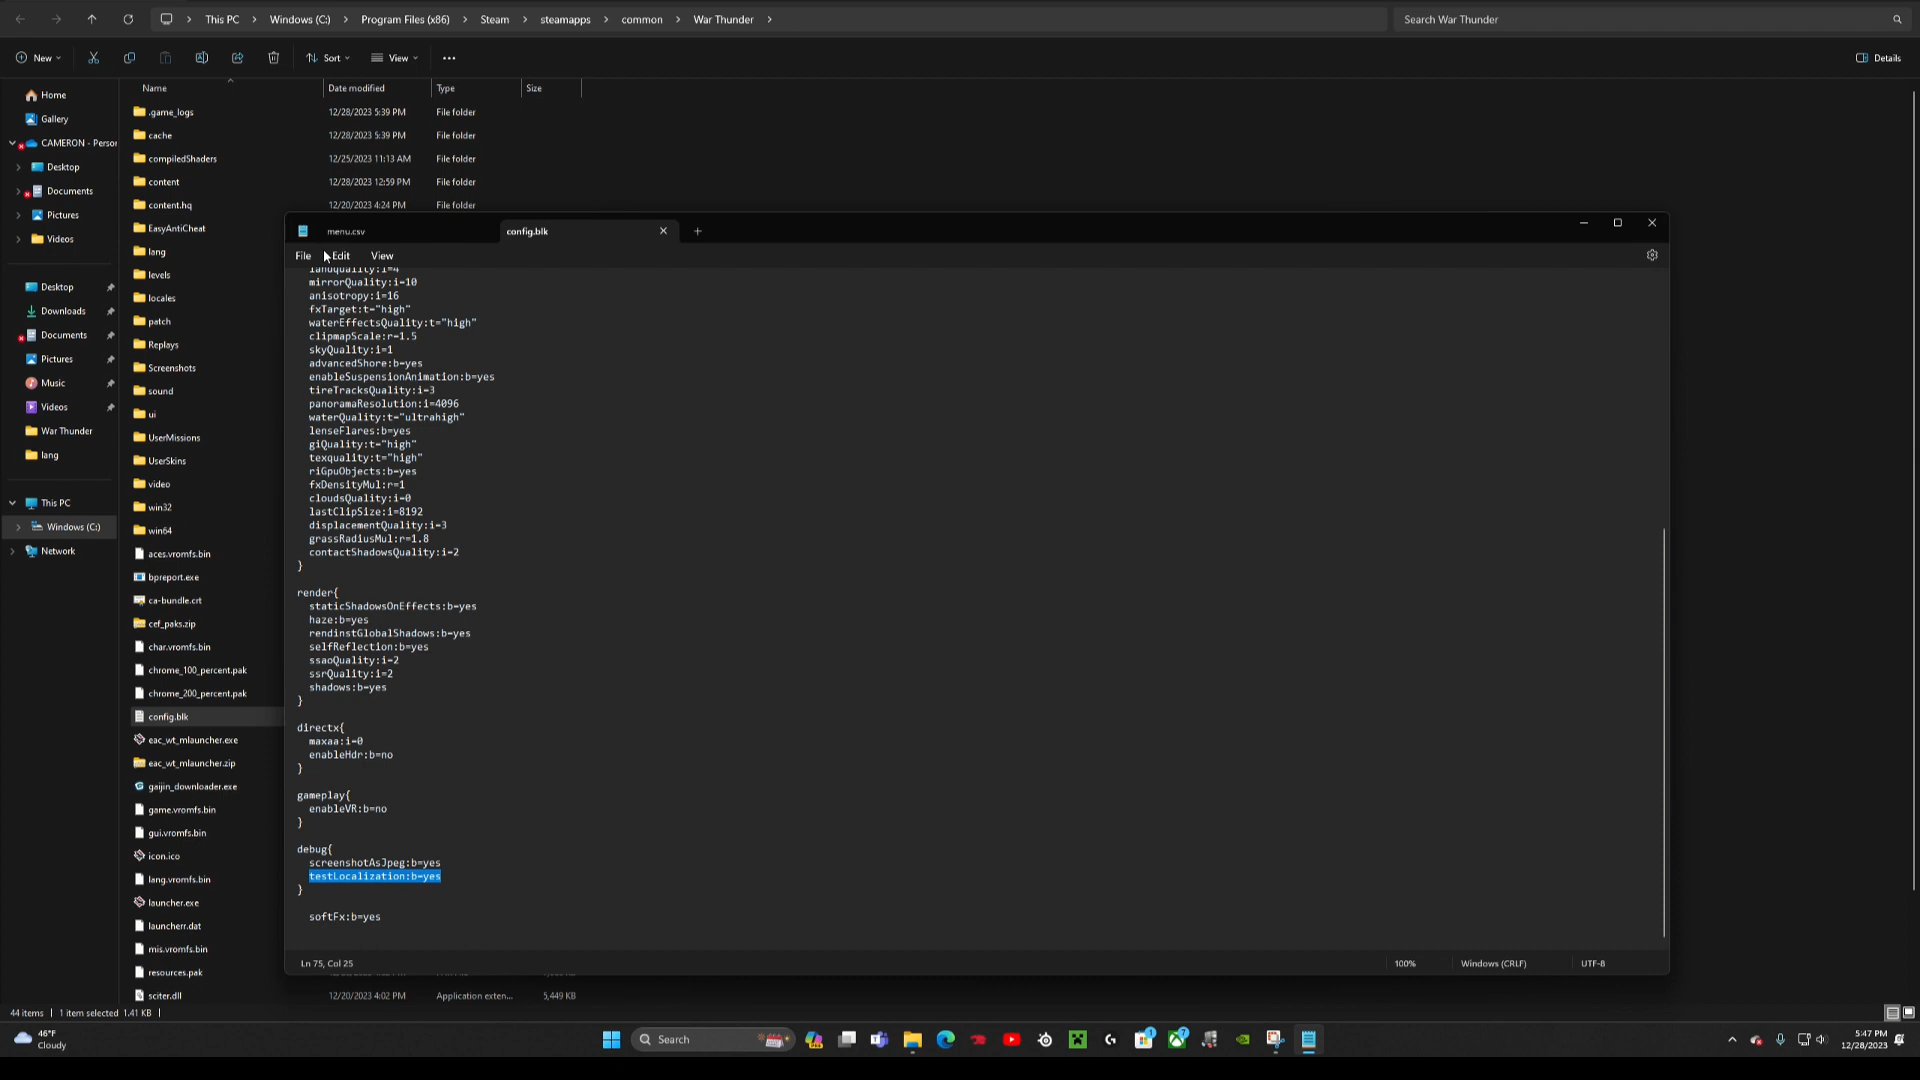 This PC > Windows (C:) > Program Files (x86) > Steam > steamapps > common > War Thunder >
Search War Thunder
New
Sort
View
Details
Name
Date modified
Type
Size
Home
Gallery
CAMERON - Person
Desktop
Documents
Pictures
Videos
Desktop
Downloads
Documents
Pictures
Music
Videos
War Thunder
lang
This PC
Windows (C:)
Network
.game_logs 12/28/2023 5:39 PM File folder
cache 12/28/2023 5:39 PM File folder
compiledShaders 12/25/2023 11:13 AM File folder
content 12/28/2023 12:59 PM File folder
content.hq 12/20/2023 4:24 PM File folder
EasyAntiCheat
lang
levels
locales
patch
Replays
Screenshots
sound
ui
UserMissions
UserSkins
video
win32
win64
aces.vromfs.bin
bpreport.exe
ca-bundle.crt
cef_paks.zip
char.vromfs.bin
chrome_100_percent.pak
chrome_200_percent.pak
config.blk
eac_wt_mlauncher.exe
eac_wt_mlauncher.zip
gaijin_downloader.exe
game.vromfs.bin
gui.vromfs.bin
icon.ico
lang.vromfs.bin
launcher.exe
launcherr.dat
mis.vromfs.bin
resources.pak
sciter.dll 12/20/2023 4:02 PM Application exten... 5,449 KB
menu.csv
config.blk
File
Edit
View
landquality:i=4
mirrorQuality:i=10
anisotropy:i=16
fxTarget:t="high"
waterEffectsQuality:t="high"
clipmapScale:r=1.5
skyQuality:i=1
advancedShore:b=yes
enableSuspensionAnimation:b=yes
tireTracksQuality:i=3
panoramaResolution:i=4096
waterQuality:t="ultrahigh"
lenseFlares:b=yes
giQuality:t="high"
texquality:t="high"
riGpuObjects:b=yes
fxDensityMul:r=1
cloudsQuality:i=0
lastClipSize:i=8192
displacementQuality:i=3
grassRadiusMul:r=1.8
contactShadowsQuality:i=2
}
render{
staticShadowsOnEffects:b=yes
haze:b=yes
rendinstGlobalShadows:b=yes
selfReflection:b=yes
ssaoQuality:i=2
ssrQuality:i=2
shadows:b=yes
}
directx{
maxaa:i=0
enableHdr:b=no
}
gameplay{
enableVR:b=no
}
debug{
screenshotAsJpeg:b=yes
testLocalization:b=yes
}
softFx:b=yes
Ln 75, Col 25
100%
Windows (CRLF)
UTF-8
44 items | 1 item selected 1.41 KB |
46°F
Cloudy
Search
1
7
5:47 PM
12/28/2023